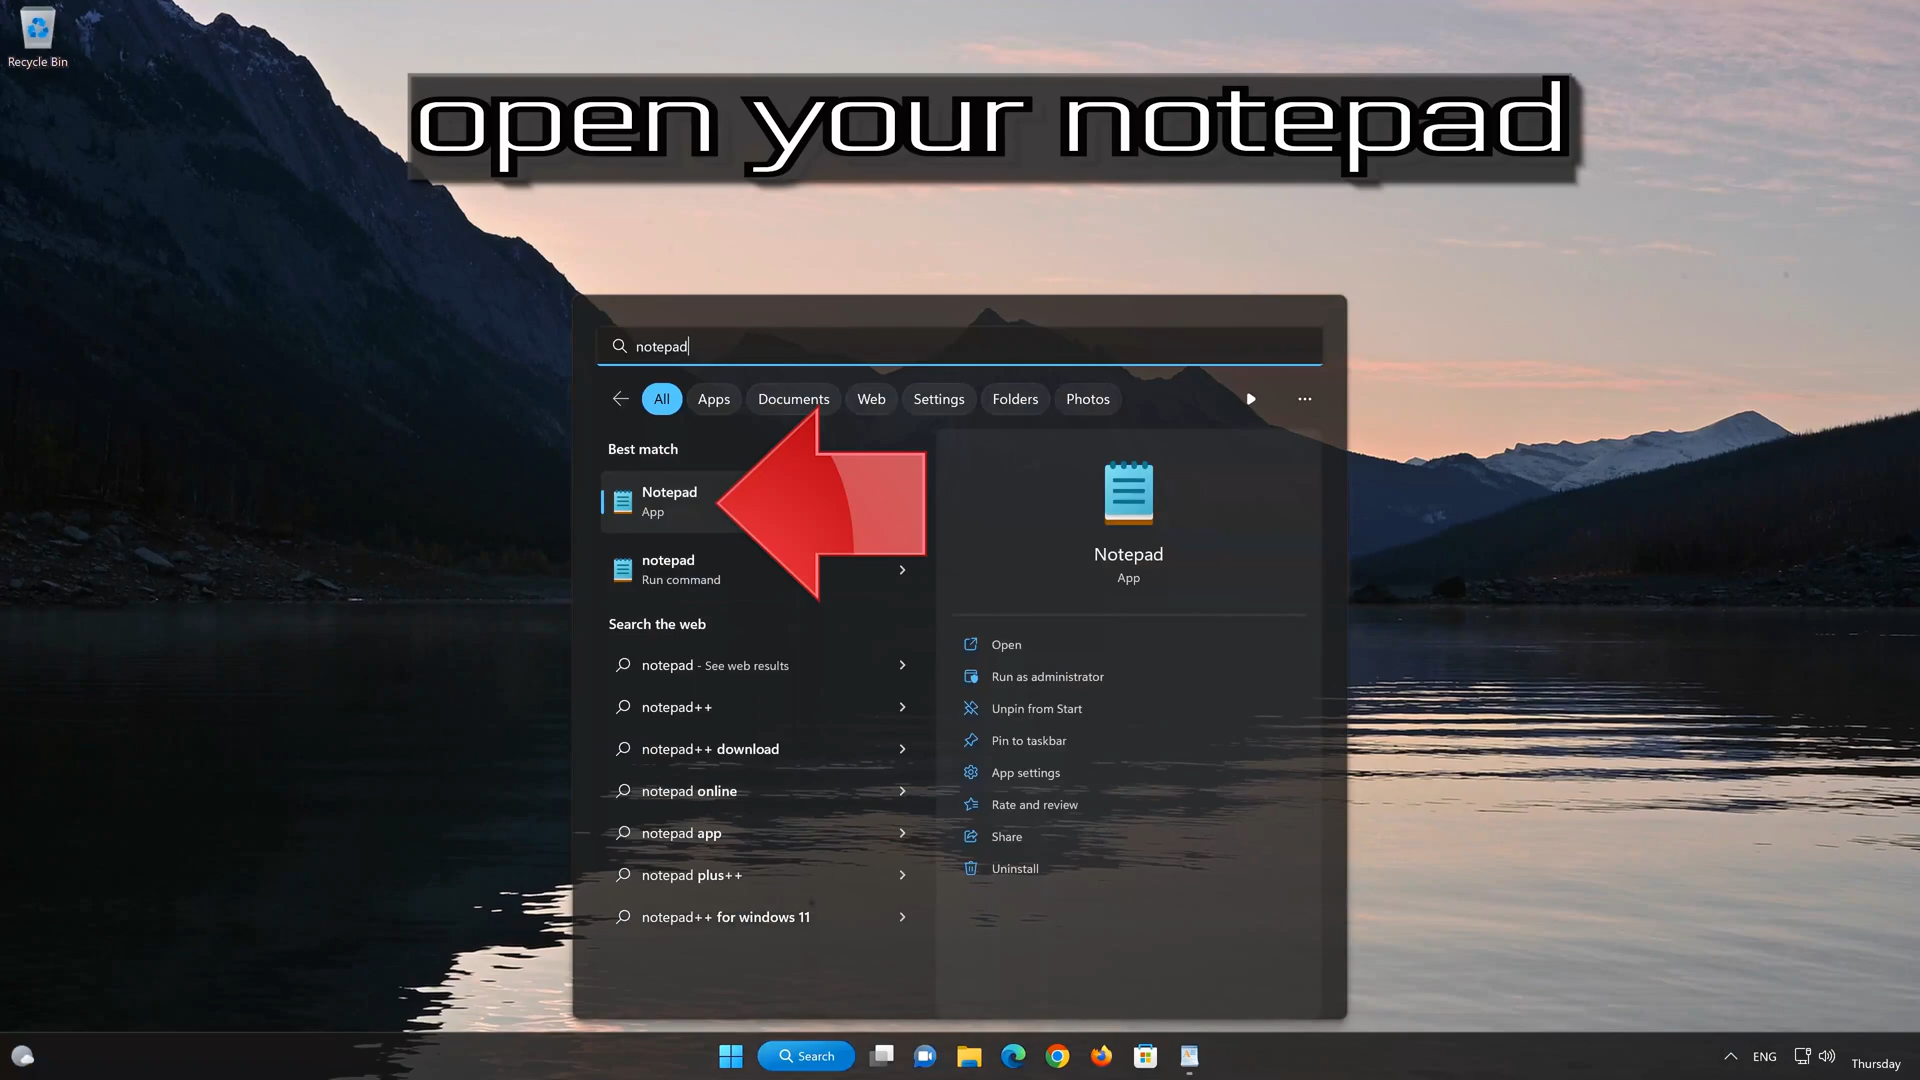 Recycle Bin
open your notepad
notepad
All Apps Documents Web Settings Folders Photos
Best match
Notepad
App
notepad
Run command
Search the web
notepad - See web results
notepad++
notepad++ download
notepad online
notepad app
notepad plus++
notepad++ for windows 11
Notepad
App
Open
Run as administrator
Unpin from Start
Pin to taskbar
App settings
Rate and review
Share
Uninstall
Search
ENG
Thursday